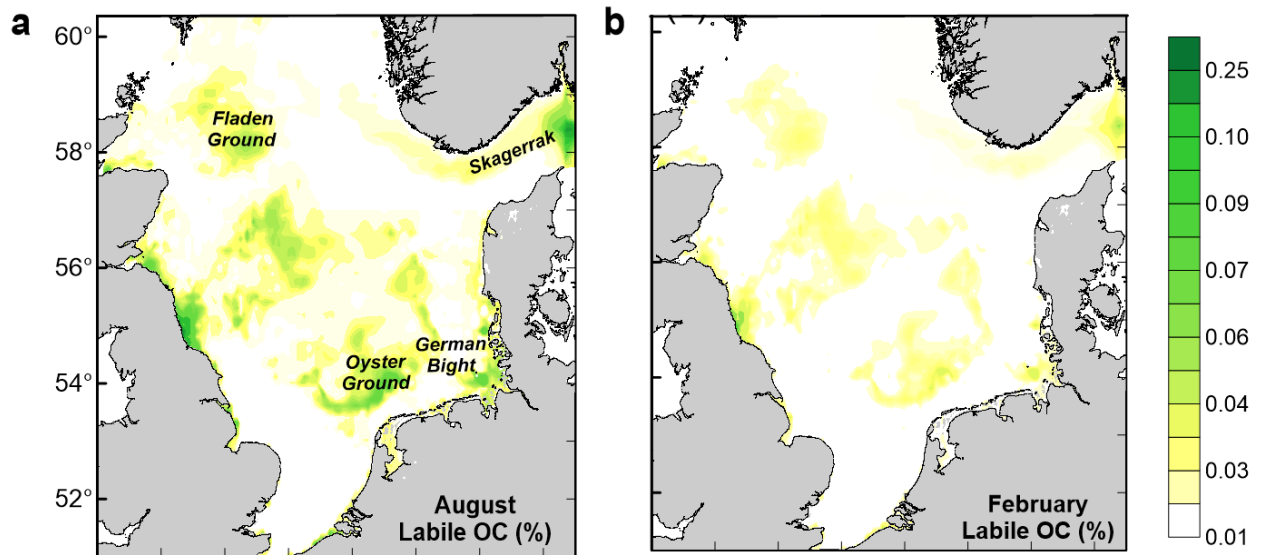 a
60°
58°
56°
54°
52°
Fladen
Ground
Skagerrak
German
Bight
Oyster
Ground
August
Labile OC (%)
b
February
Labile OC (%)
0.25
0.10
0.09
0.07
0.06
0.04
0.03
0.01